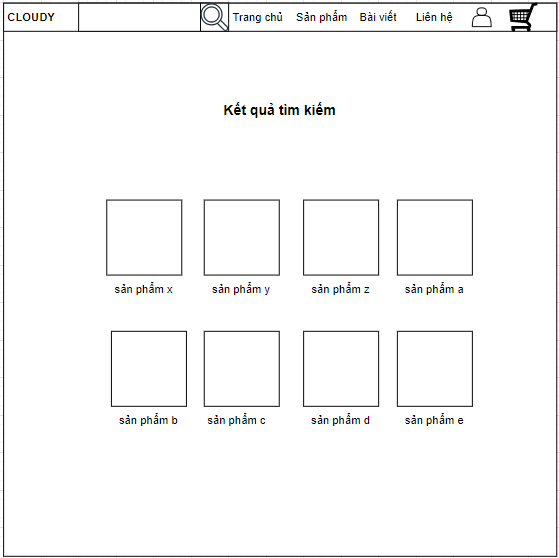 CLOUDY Trang chủ Sản phẩm Bài viết Liên hệ
Kết quả tìm kiếm
sản phẩm x sản phẩm y sản phẩm z sản phẩm a
sản phẩm b sản phẩm c sản phẩm d sản phẩm e